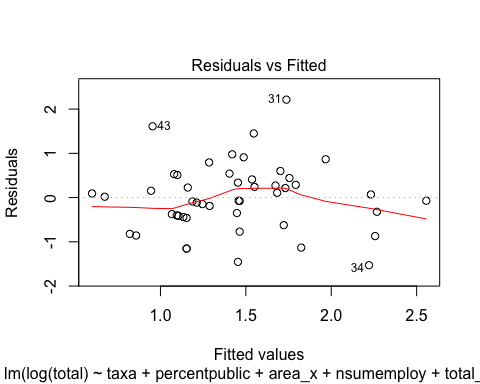 Residuals vs Fitted
Residuals
2
1
0
-1
-2
31
43
34
1.0 1.5 2.0 2.5
Fitted values
lm(log(total) ~ taxa + percentpublic + area_x + nsumemploy + total_